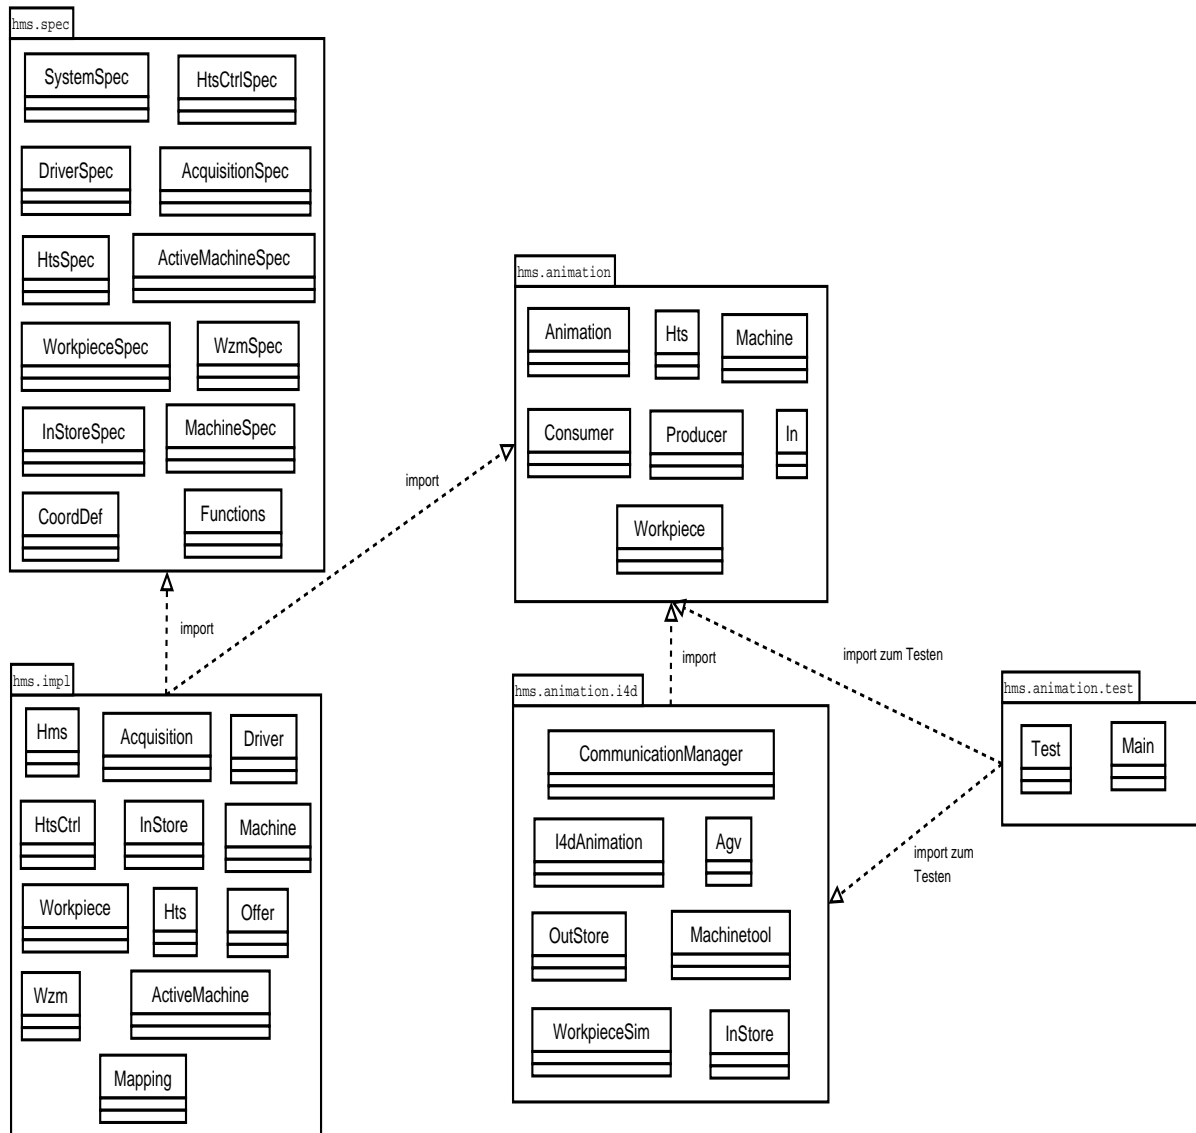 hms.spec
SystemSpec
HtsCtrlSpec
DriverSpec
AcquisitionSpec
HtsSpec
ActiveMachineSpec
WorkpieceSpec
WzmSpec
InStoreSpec
MachineSpec
CoordDef
Functions
hms.animation
Animation
Hts
Machine
Consumer
Producer
In
Workpiece
import
import
import
import zum Testen
import zum
Testen
hms.impl
Hms
Acquisition
Driver
HtsCtrl
InStore
Machine
Workpiece
Hts
Offer
Wzm
ActiveMachine
Mapping
hms.animation.i4d
CommunicationManager
I4dAnimation
Agv
OutStore
Machinetool
WorkpieceSim
InStore
hms.animation.test
Test
Main